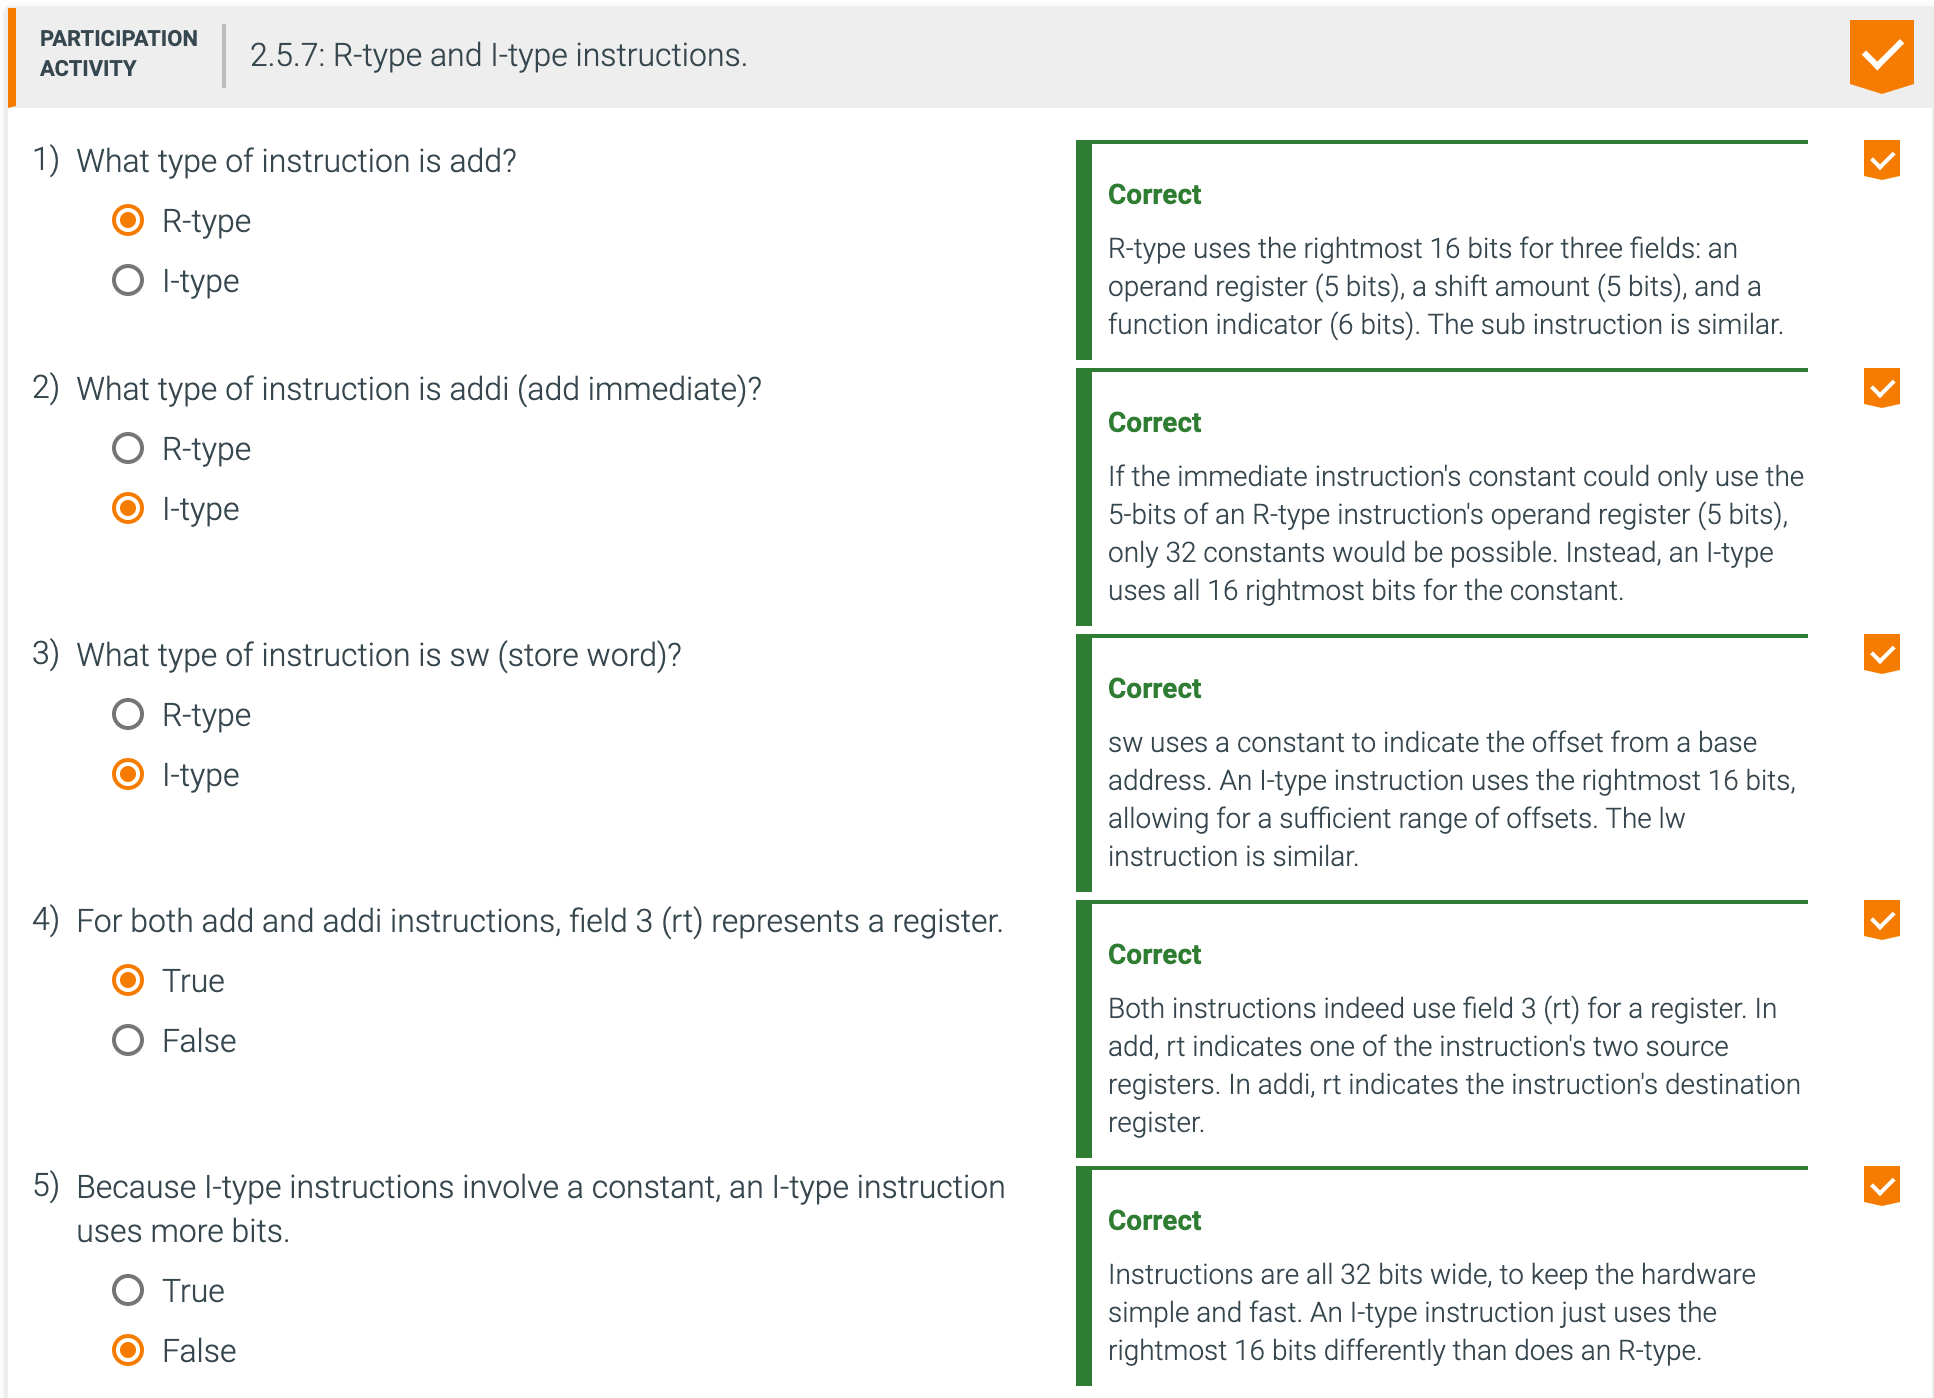 PARTICIPATION
ACTIVITY
2.5.7: R-type and I-type instructions.
1) What type of instruction is add?
R-type
I-type
Correct
R-type uses the rightmost 16 bits for three fields: an
operand register (5 bits), a shift amount (5 bits), and a
function indicator (6 bits). The sub instruction is similar.
2) What type of instruction is addi (add immediate)?
R-type
I-type
Correct
If the immediate instruction's constant could only use the
5-bits of an R-type instruction's operand register (5 bits),
only 32 constants would be possible. Instead, an I-type
uses all 16 rightmost bits for the constant.
3) What type of instruction is sw (store word)?
R-type
I-type
Correct
sw uses a constant to indicate the offset from a base
address. An I-type instruction uses the rightmost 16 bits,
allowing for a sufficient range of offsets. The lw
instruction is similar.
4) For both add and addi instructions, field 3 (rt) represents a register.
True
False
Correct
Both instructions indeed use field 3 (rt) for a register. In
add, rt indicates one of the instruction's two source
registers. In addi, rt indicates the instruction's destination
register.
5) Because I-type instructions involve a constant, an I-type instruction
uses more bits.
True
False
Correct
Instructions are all 32 bits wide, to keep the hardware
simple and fast. An I-type instruction just uses the
rightmost 16 bits differently than does an R-type.